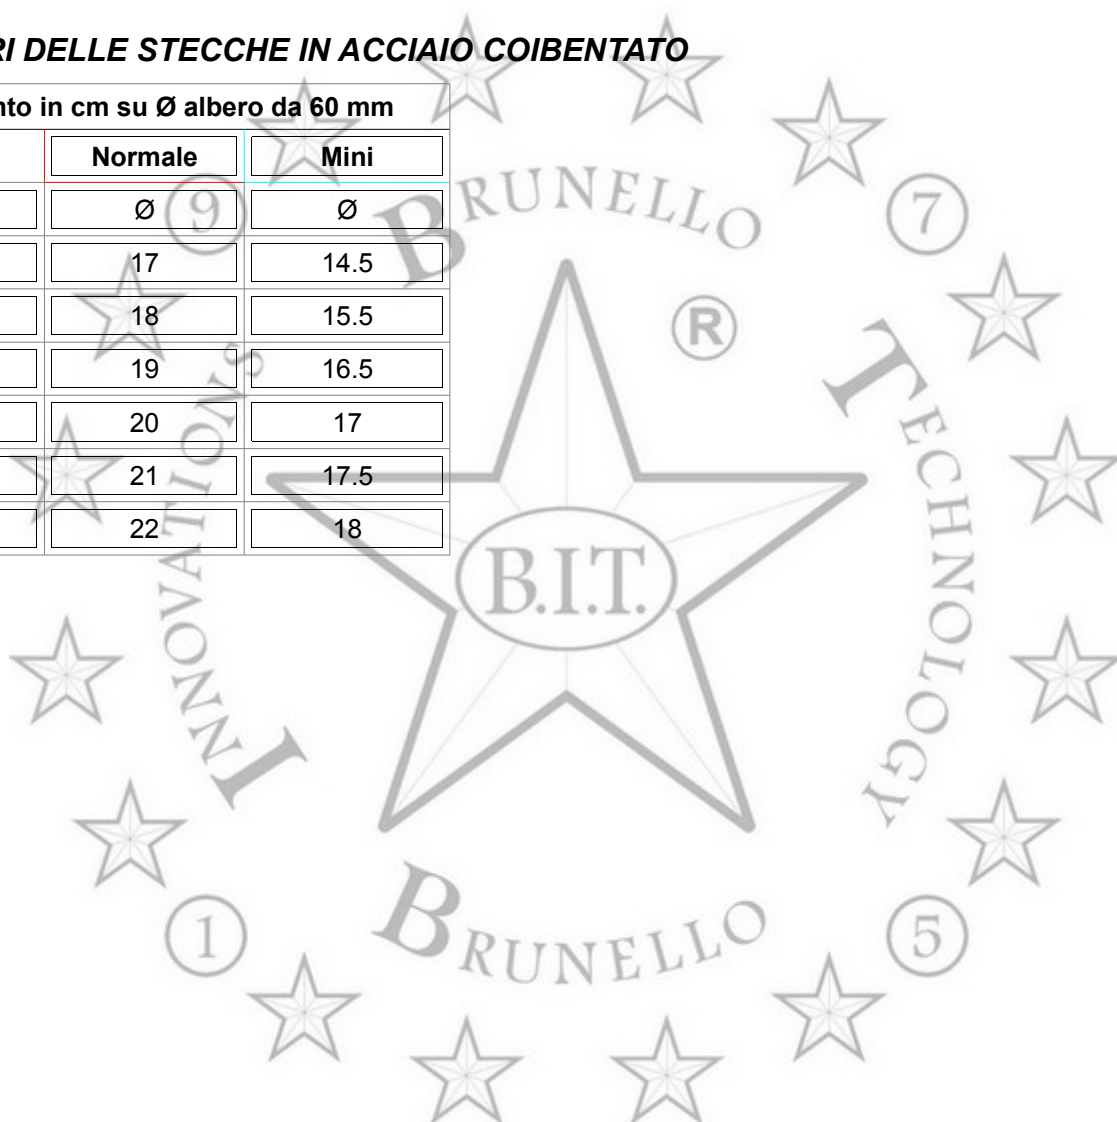 RI DELLE STECCHE IN ACCIAIO COIBENTATO
nto in cm su Ø albero da 60 mm
Normale Mini
Ø Ø
17 14.5
18 15.5
19 16.5
20 17
21 17.5
22 18
9
7
BRUNELLO
®
TECHNOLOGY
INNOVATIONS
B.I.T.
BRUNELLO
1
5